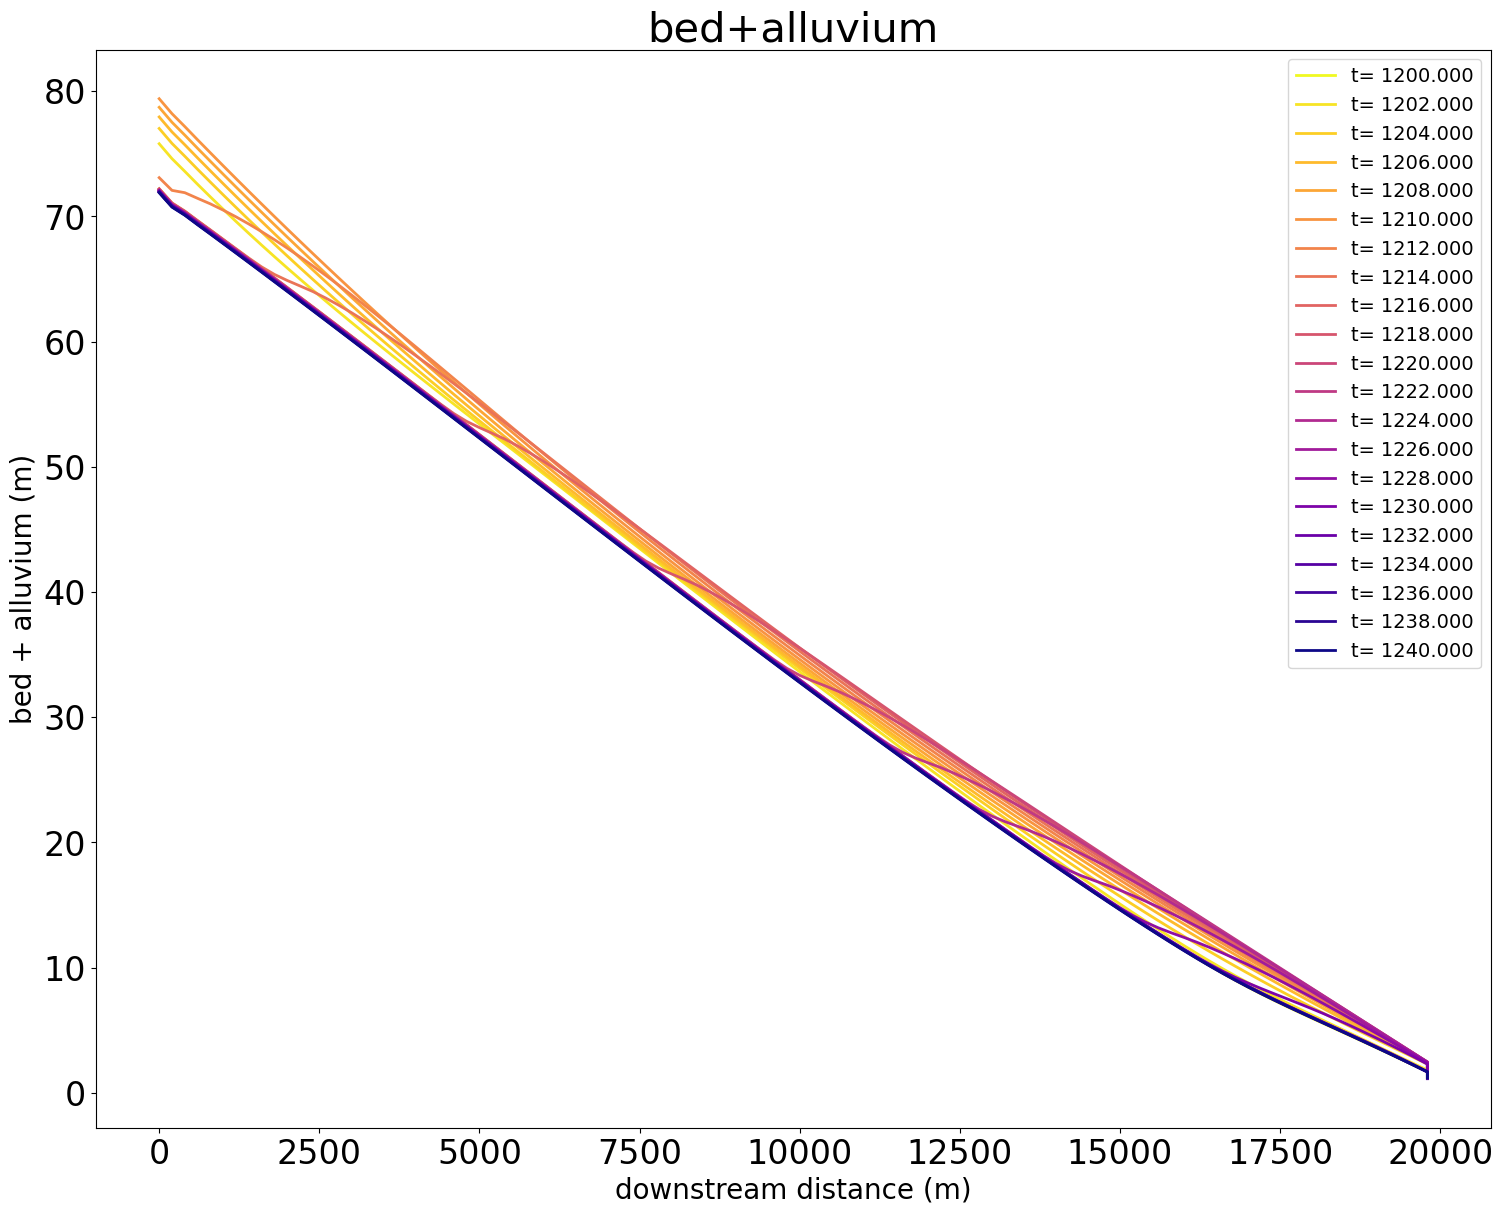 bed+alluvium
80
70
60
50
40
30
20
10
0
bed + alluvium (m)
0 2500 5000 7500 10000 12500 15000 17500 20000
downstream distance (m)
t= 1200.000
t= 1202.000
t= 1204.000
t= 1206.000
t= 1208.000
t= 1210.000
t= 1212.000
t= 1214.000
t= 1216.000
t= 1218.000
t= 1220.000
t= 1222.000
t= 1224.000
t= 1226.000
t= 1228.000
t= 1230.000
t= 1232.000
t= 1234.000
t= 1236.000
t= 1238.000
t= 1240.000